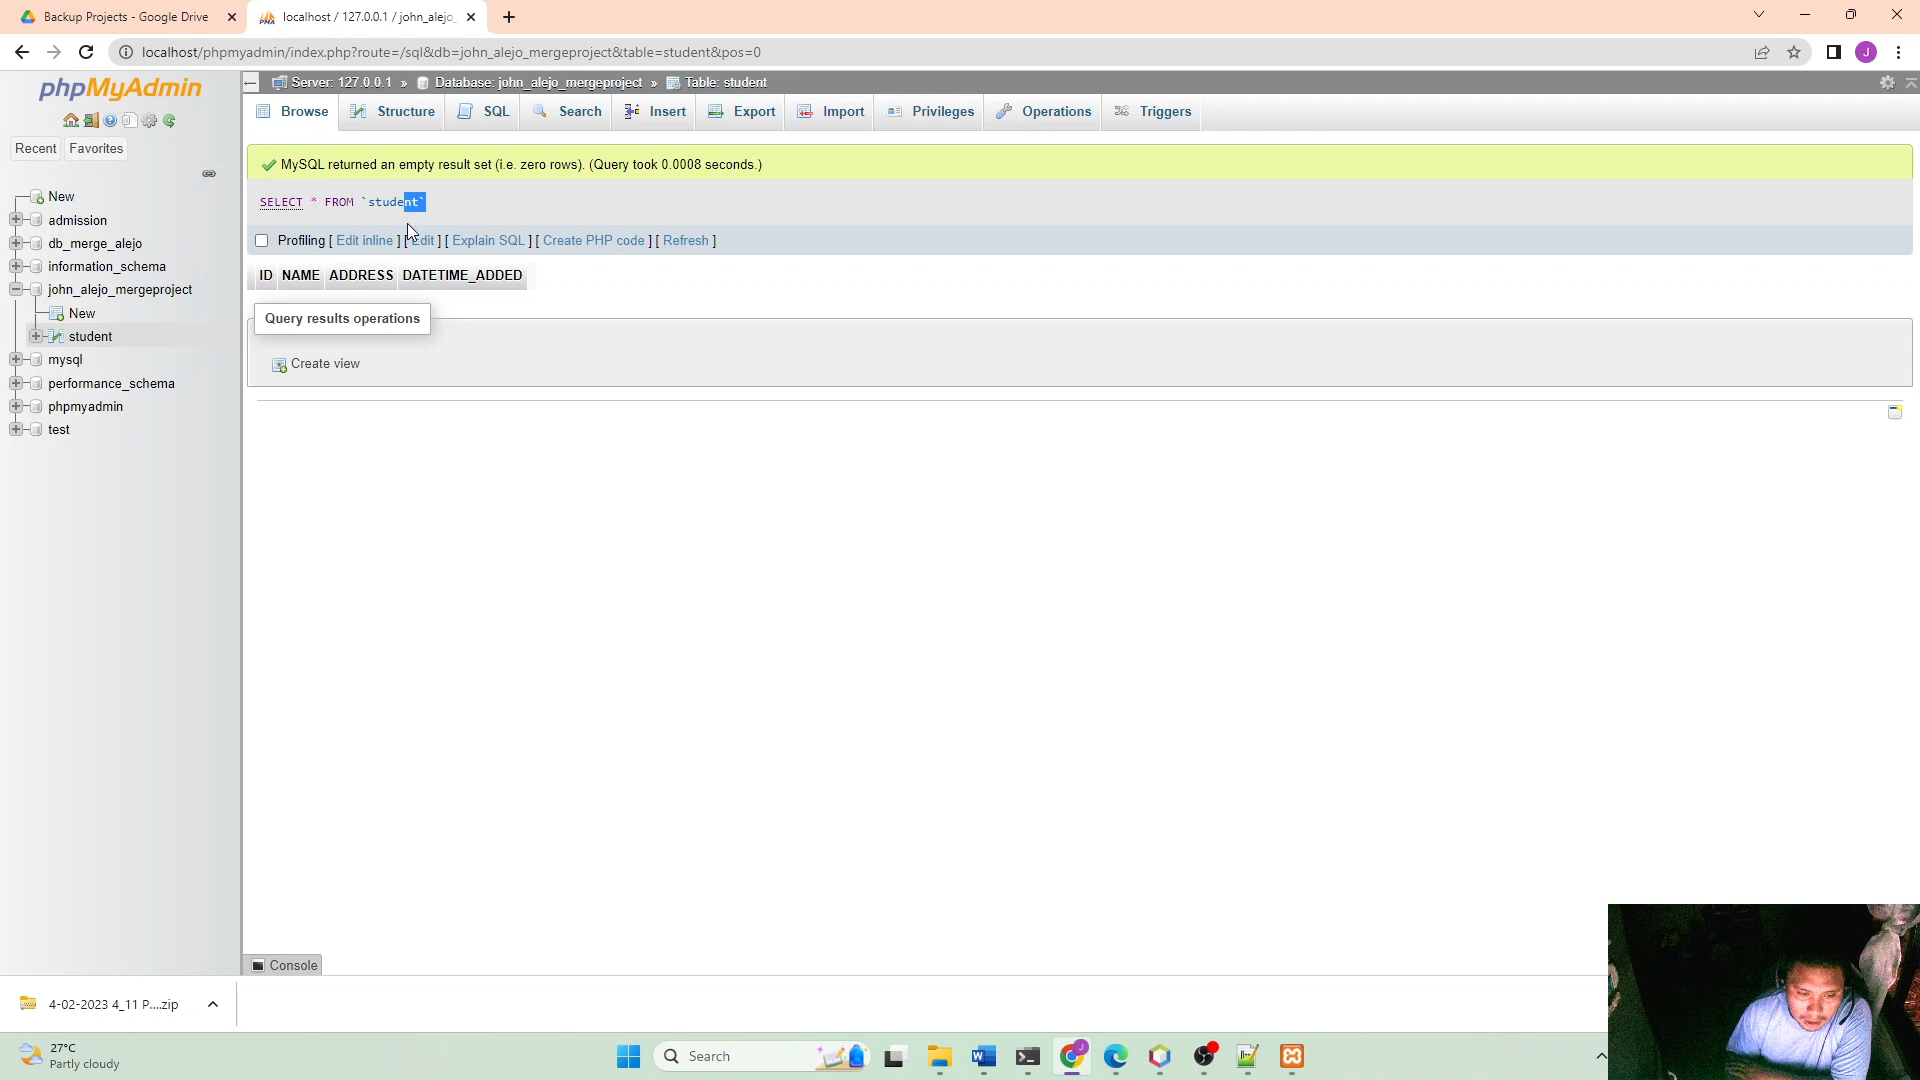 Backup Projects - Google Drive
localhost / 127.0.0.1 / john_alejo_
localhost/phpmyadmin/index.php?route=/sql&db=john_alejo_mergeproject&table=student&pos=0
J
phpMyAdmin
Server: 127.0.0.1 » Database: john_alejo_mergeproject » Table: student
Browse Structure SQL Search Insert Export Import Privileges Operations Triggers
Recent Favorites
New
admission
db_merge_alejo
information_schema
john_alejo_mergeproject
New
student
mysql
performance_schema
phpmyadmin
test
MySQL returned an empty result set (i.e. zero rows). (Query took 0.0008 seconds.)
SELECT * FROM `student`
Profiling [ Edit inline ] [ Edit ] [ Explain SQL ] [ Create PHP code ] [ Refresh ]
ID NAME ADDRESS DATETIME_ADDED
Query results operations
Create view
Console
4-02-2023 4_11 P....zip
27°C
Partly cloudy
Search